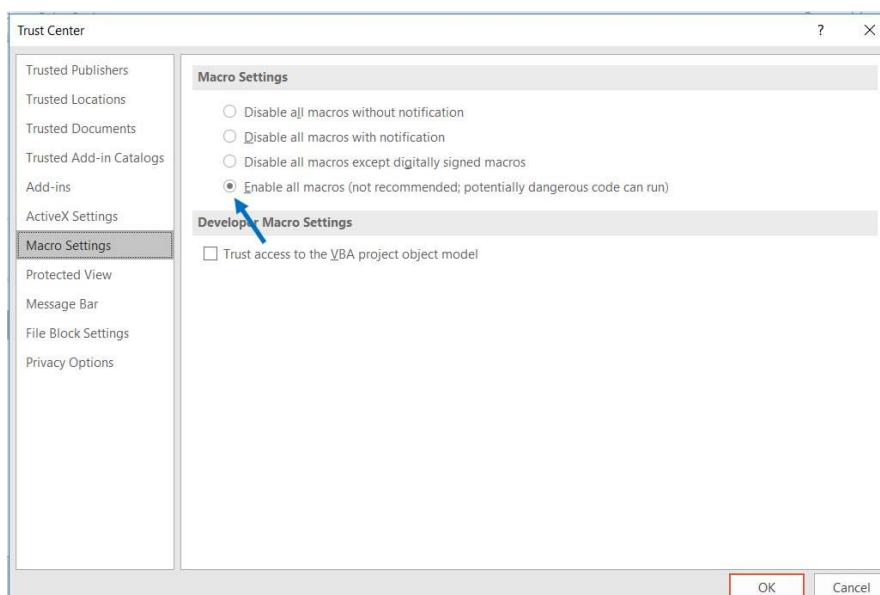 Trust Center
?
Trusted Publishers
Trusted Locations
Trusted Documents
Trusted Add-in Catalogs
Add-ins
ActiveX Settings
Macro Settings
Protected View
Message Bar
File Block Settings
Privacy Options
Macro Settings
Disable all macros without notification
Disable all macros with notification
Disable all macros except digitally signed macros
Enable all macros (not recommended; potentially dangerous code can run)
Developer Macro Settings
Trust access to the VBA project object model
OK
Cancel